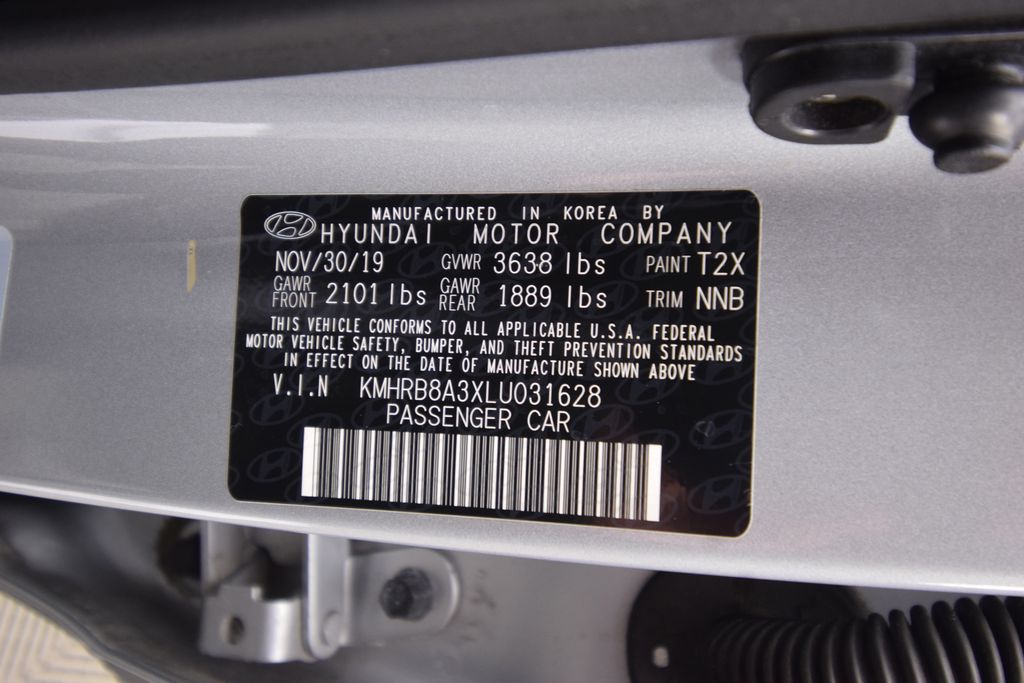 MANUFACTURED IN KOREA BY
HYUNDAI MOTOR COMPANY
NOV/30/19 GVWR 3638 lbs PAINT T2X
GAWR FRONT 2101 lbs GAWR REAR 1889 lbs TRIM NNB
THIS VEHICLE CONFORMS TO ALL APPLICABLE U.S.A. FEDERAL
MOTOR VEHICLE SAFETY, BUMPER, AND THEFT PREVENTION STANDARDS
IN EFFECT ON THE DATE OF MANUFACTURE SHOWN ABOVE
V.I.N KMHRB8A3XLU031628
PASSENGER CAR